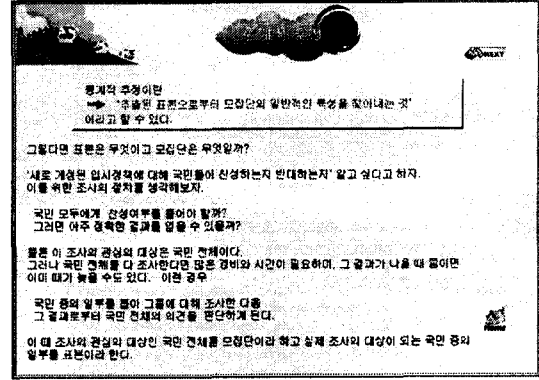 NEXT
통계적 추정이란
'추출된 표본으로부터 모집단의 일반적인 특성을 찾아내는 것'
이라고 할 수 있다.
그렇다면 표본은 무엇이고 모집단은 무엇일까?
'새로 개정된 입시정책에 대해 국민들이 찬성하는지 반대하는지' 알고 싶다고 하자.
이를 위한 조사의 절차를 생각해보자.
국민 모두에게 찬성여부를 물어야 할까?
그러면 아주 정확한 결과를 얻을 수 있을까?
물론 이 조사의 관심의 대상은 국민 전체이다.
그러나 국민 전체를 다 조사한다면 많은 경비와 시간이 필요하며, 그 결과가 나올 때 쯤이면
이미 때가 늦을 수도 있다. 이런 경우
국민 중의 일부를 뽑아 그들에 대해 조사한 다음
그 결과로부터 국민 전체의 의견을 판단하게 된다.
이 때 조사의 관심의 대상인 국민 전체를 모집단이라 하고 실제 조사의 대상이 되는 국민 중의
일부를 표본이라 한다.